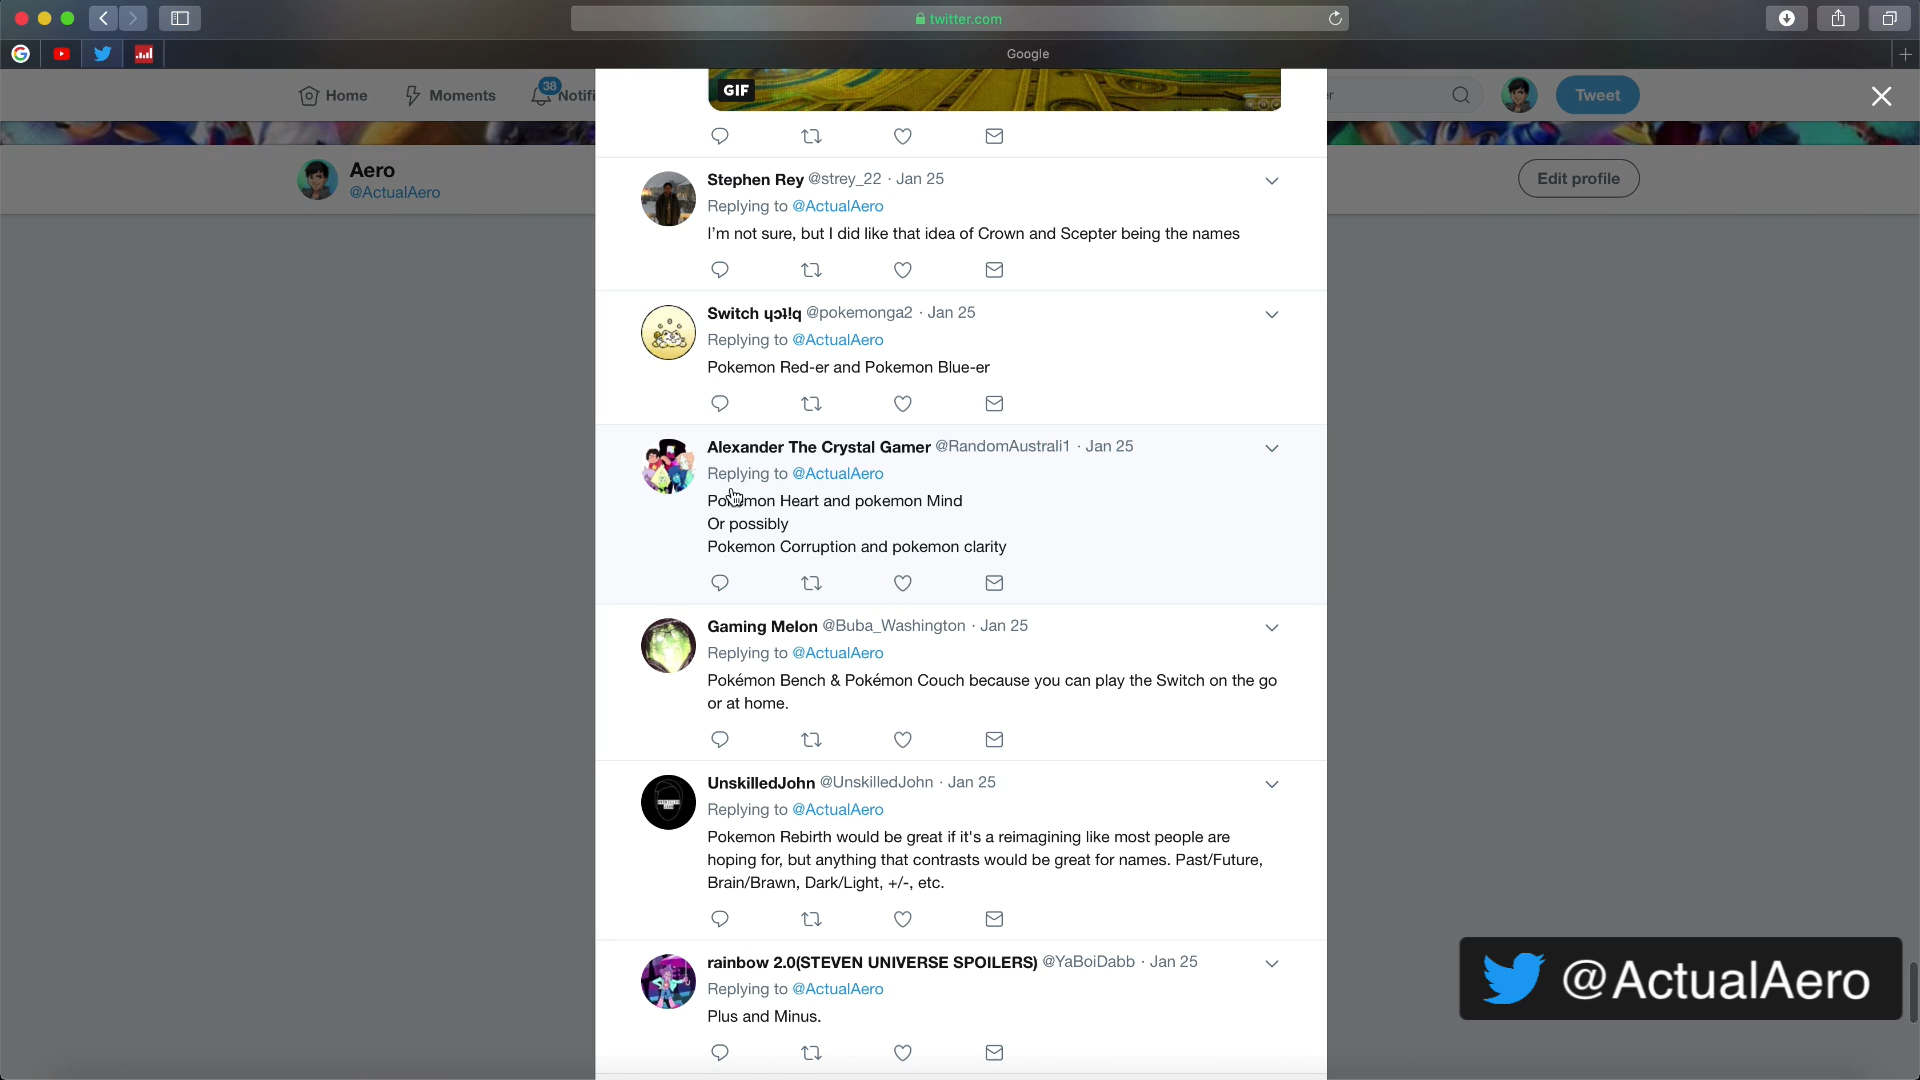 twitter.com
Google
Home
Moments
38
Notifi
Tweet
GIF
Aero
@ActualAero
Edit profile
Stephen Rey @strey_22 · Jan 25
Replying to @ActualAero
I'm not sure, but I did like that idea of Crown and Scepter being the names
Switch ɥɔʇ!q @pokemonga2 · Jan 25
Replying to @ActualAero
Pokemon Red-er and Pokemon Blue-er
Alexander The Crystal Gamer @RandomAustrali1 · Jan 25
Replying to @ActualAero
Pokemon Heart and pokemon Mind
Or possibly
Pokemon Corruption and pokemon clarity
Gaming Melon @Buba_Washington · Jan 25
Replying to @ActualAero
Pokémon Bench & Pokémon Couch because you can play the Switch on the go
or at home.
UnskilledJohn @UnskilledJohn · Jan 25
Replying to @ActualAero
Pokemon Rebirth would be great if it's a reimagining like most people are
hoping for, but anything that contrasts would be great for names. Past/Future,
Brain/Brawn, Dark/Light, +/-, etc.
rainbow 2.0(STEVEN UNIVERSE SPOILERS) @YaBoiDabb · Jan 25
Replying to @ActualAero
Plus and Minus.
@ActualAero